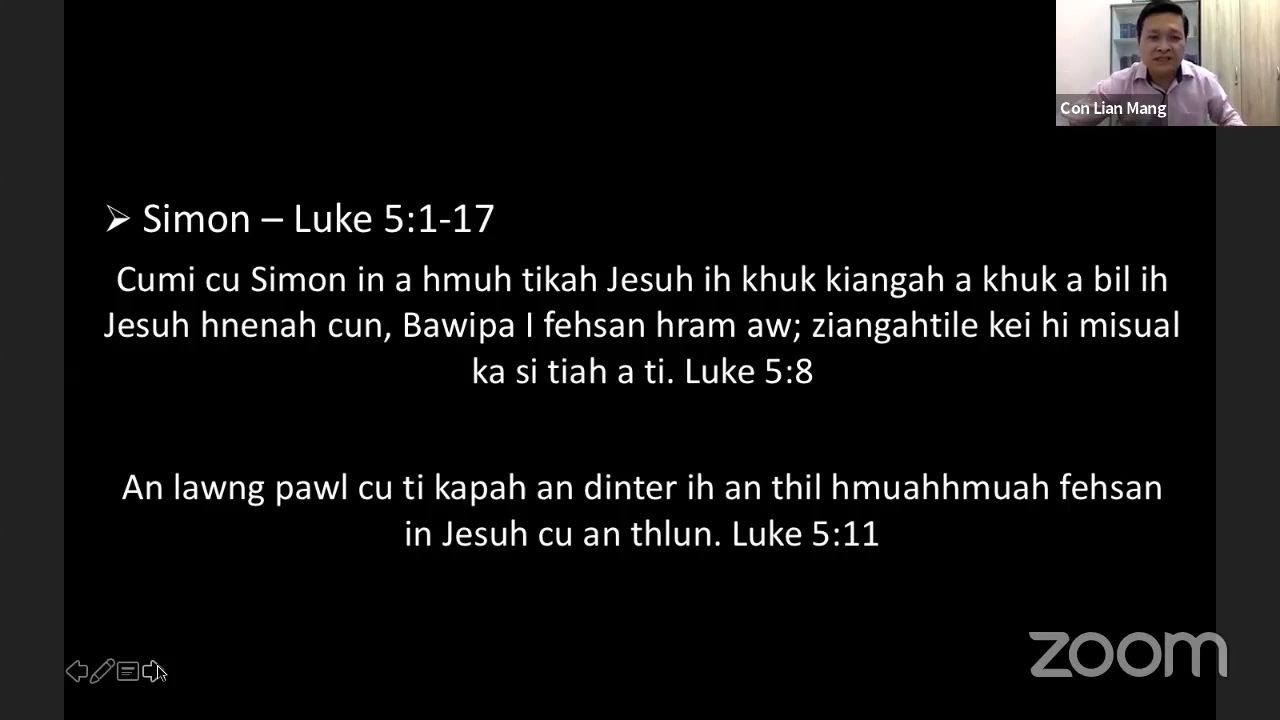 Con Lian Mang
➢ Simon – Luke 5:1-17
Cumi cu Simon in a hmuh tikah Jesuh ih khuk kiangah a khuk a bil ih
Jesuh hnenah cun, Bawipa I fehsan hram aw; ziangahtile kei hi misual
ka si tiah a ti. Luke 5:8
An lawng pawl cu ti kapah an dinter ih an thil hmuahhmuah fehsan
in Jesuh cu an thlun. Luke 5:11
zoom